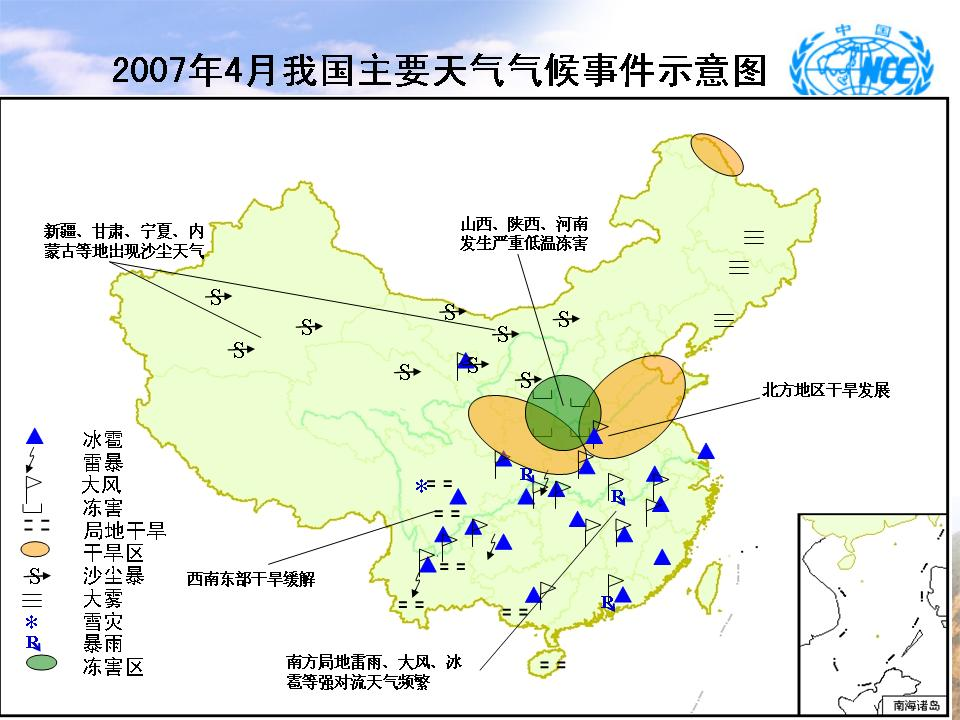 中国
NCC
2007年4月我国主要天气气候事件示意图
新疆、甘肃、宁夏、内
蒙古等地出现沙尘天气
山西、陕西、河南
发生严重低温冻害
北方地区干旱发展
西南东部干旱缓解
南方局地雷雨、大风、冰
雹等强对流天气频繁
冰雹
雷暴
大风
冻害
局地干旱
干旱区
S 沙尘暴
大雾
雪灾
R 暴雨
冻害区
S
S
S
S
S
S
S
S
S
R
R
R
南海诸岛